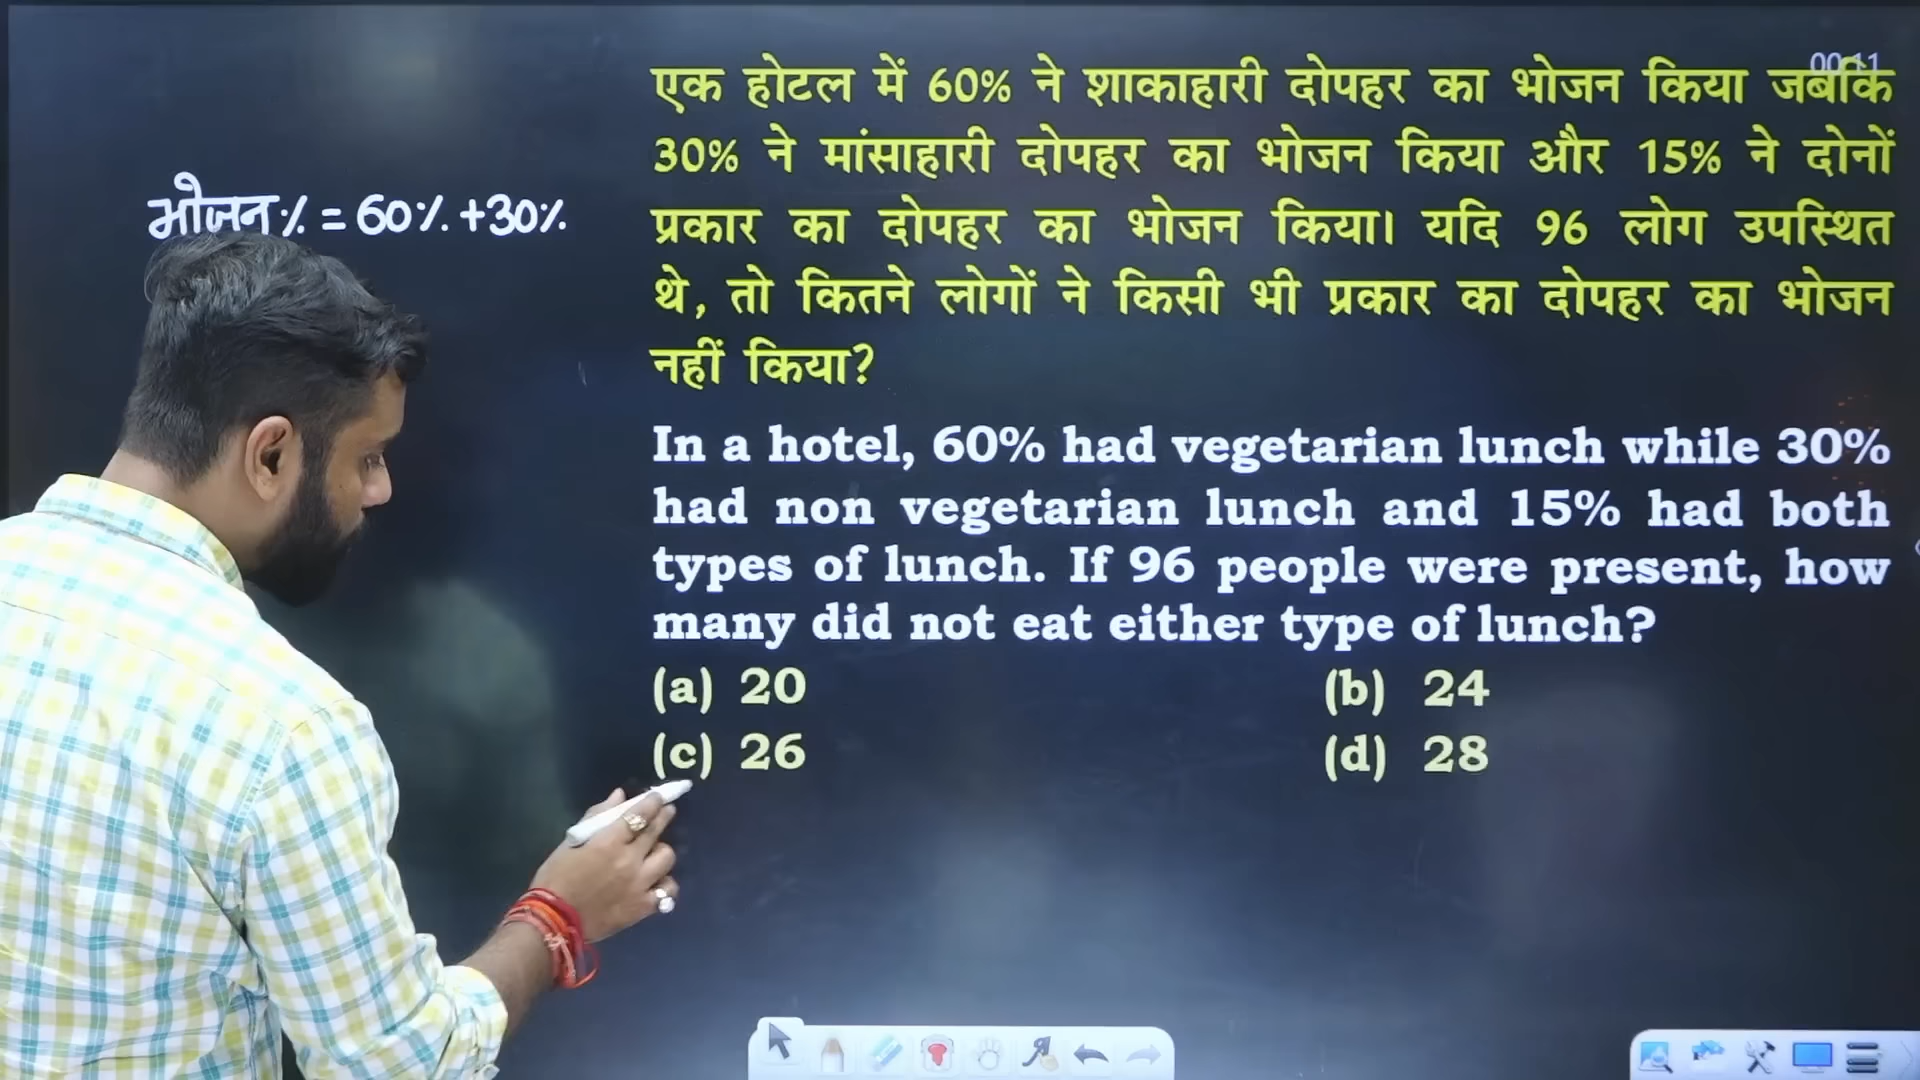 00:11
एक होटल में 60% ने शाकाहारी दोपहर का भोजन किया जबकि
30% ने मांसाहारी दोपहर का भोजन किया और 15% ने दोनों
प्रकार का दोपहर का भोजन किया। यदि 96 लोग उपस्थित
थे, तो कितने लोगों ने किसी भी प्रकार का दोपहर का भोजन
नहीं किया?
भोजन% = 60% +30%
In a hotel, 60% had vegetarian lunch while 30%
had non vegetarian lunch and 15% had both
types of lunch. If 96 people were present, how
many did not eat either type of lunch?
(a) 20 (b) 24
(c) 26 (d) 28